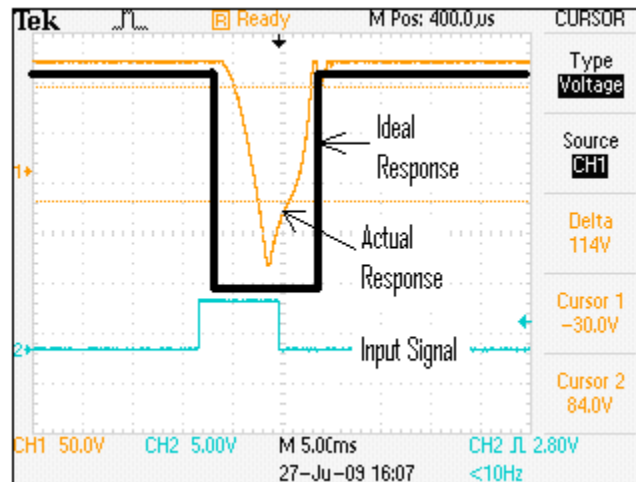 Tek
R Ready
M Pos: 400.0µs
CURSOR
Type
Voltage
Source
CH1
Delta
114V
Cursor 1
-30.0V
Cursor 2
84.0V
Ideal
Response
Actual
Response
Input Signal
1
2
CH1 50.0V
CH2 5.00V
M 5.00ms
CH2 2.80V
27-Ju-09 16:07
<10Hz